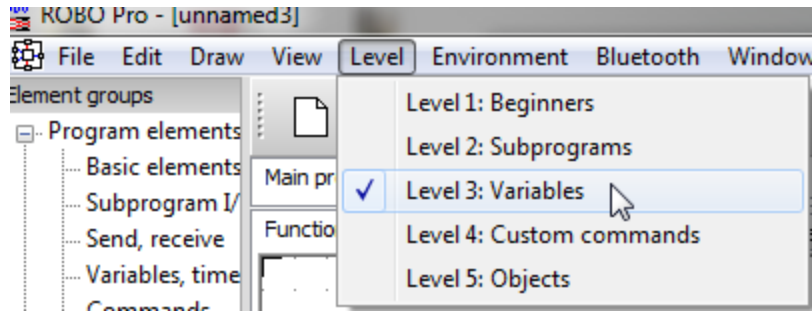 ROBO Pro - [unnamed3]
File Edit Draw View Level Environment Bluetooth Window
Element groups
Program elements
Basic elements
Subprogram I/
Send, receive
Variables, time
Commands
Main pr
Functio
Level 1: Beginners
Level 2: Subprograms
Level 3: Variables
Level 4: Custom commands
Level 5: Objects